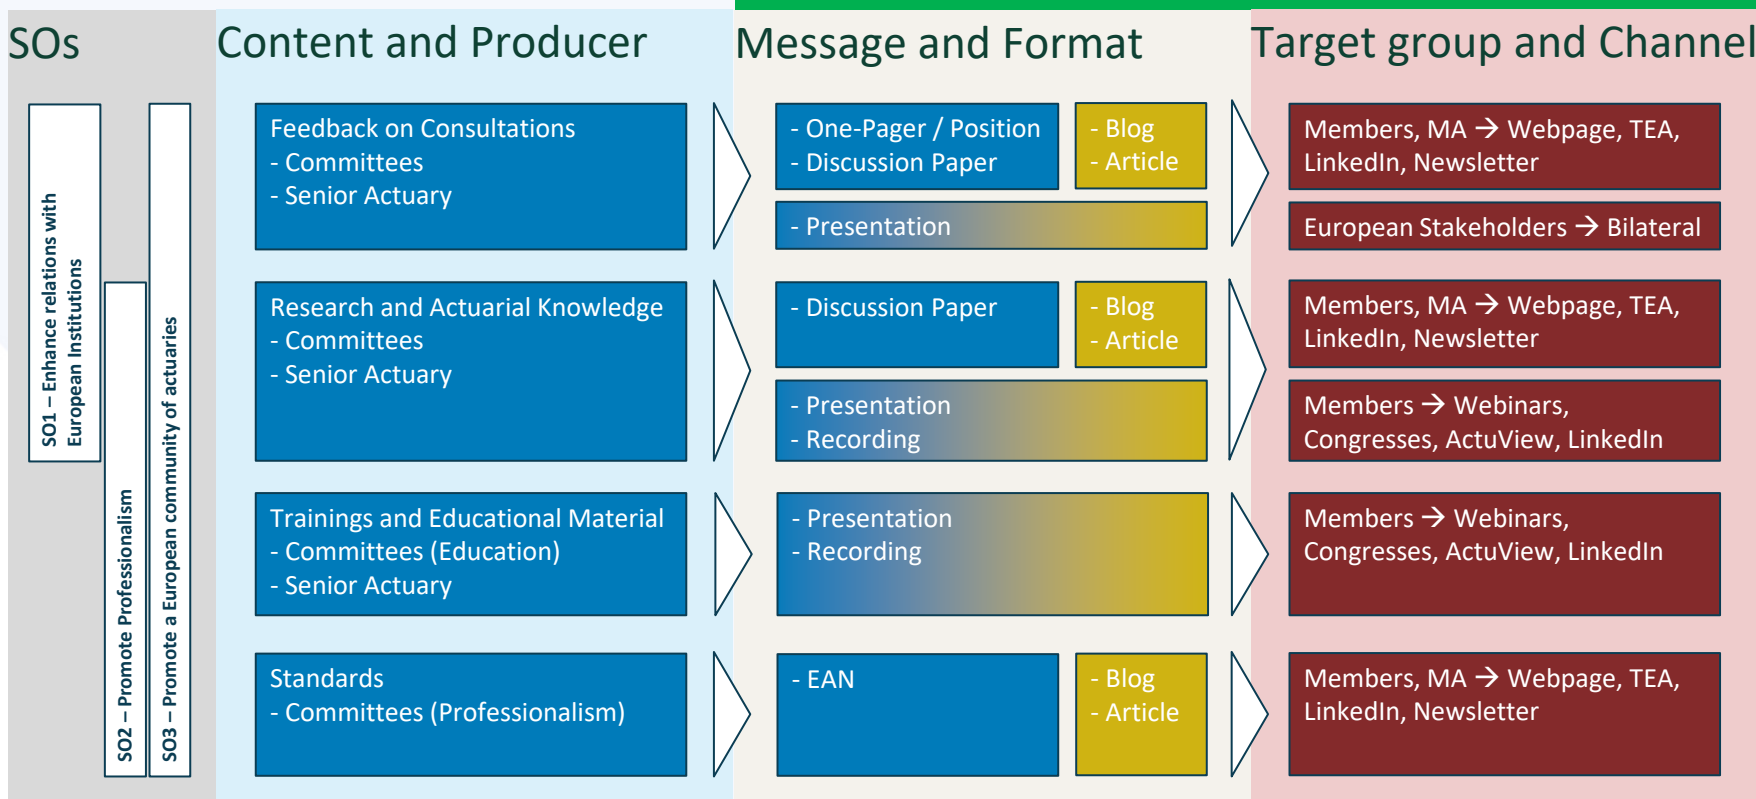 SOs
Content and Producer
Message and Format
Target group and Channel
SO1 – Enhance relations with
European Institutions
SO2 – Promote Professionalism
SO3 – Promote a European community of actuaries
Feedback on Consultations
- Committees
- Senior Actuary
- One-Pager / Position
- Discussion Paper
- Blog
- Article
- Presentation
Members, MA → Webpage, TEA,
LinkedIn, Newsletter
European Stakeholders → Bilateral
Research and Actuarial Knowledge
- Committees
- Senior Actuary
- Discussion Paper
- Blog
- Article
- Presentation
- Recording
Members, MA → Webpage, TEA,
LinkedIn, Newsletter
Members → Webinars,
Congresses, ActuView, LinkedIn
Trainings and Educational Material
- Committees (Education)
- Senior Actuary
- Presentation
- Recording
Members → Webinars,
Congresses, ActuView, LinkedIn
Standards
- Committees (Professionalism)
- EAN
- Blog
- Article
Members, MA → Webpage, TEA,
LinkedIn, Newsletter